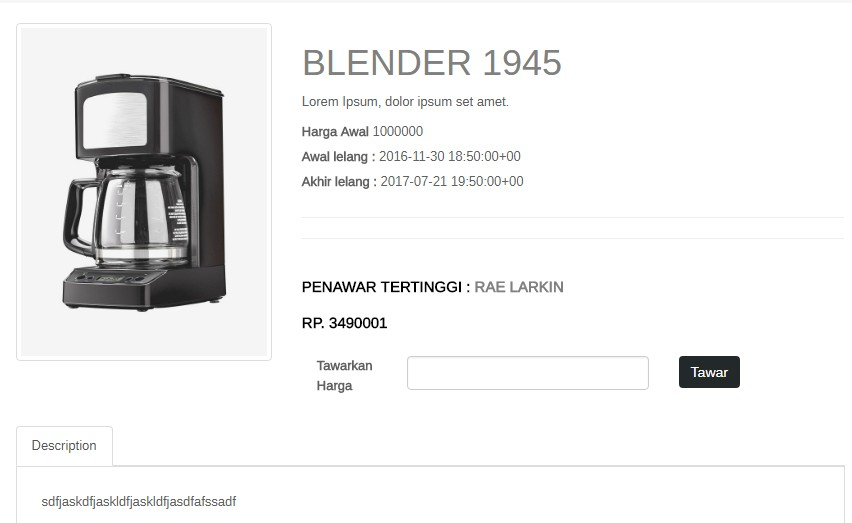 BLENDER 1945
Lorem Ipsum, dolor ipsum set amet.
Harga Awal 1000000
Awal lelang : 2016-11-30 18:50:00+00
Akhir lelang : 2017-07-21 19:50:00+00
PENAWAR TERTINGGI : RAE LARKIN
RP. 3490001
Tawarkan
Harga
Tawar
Description
sdfjaskdfjaskldfjaskldfjasdfafssadf